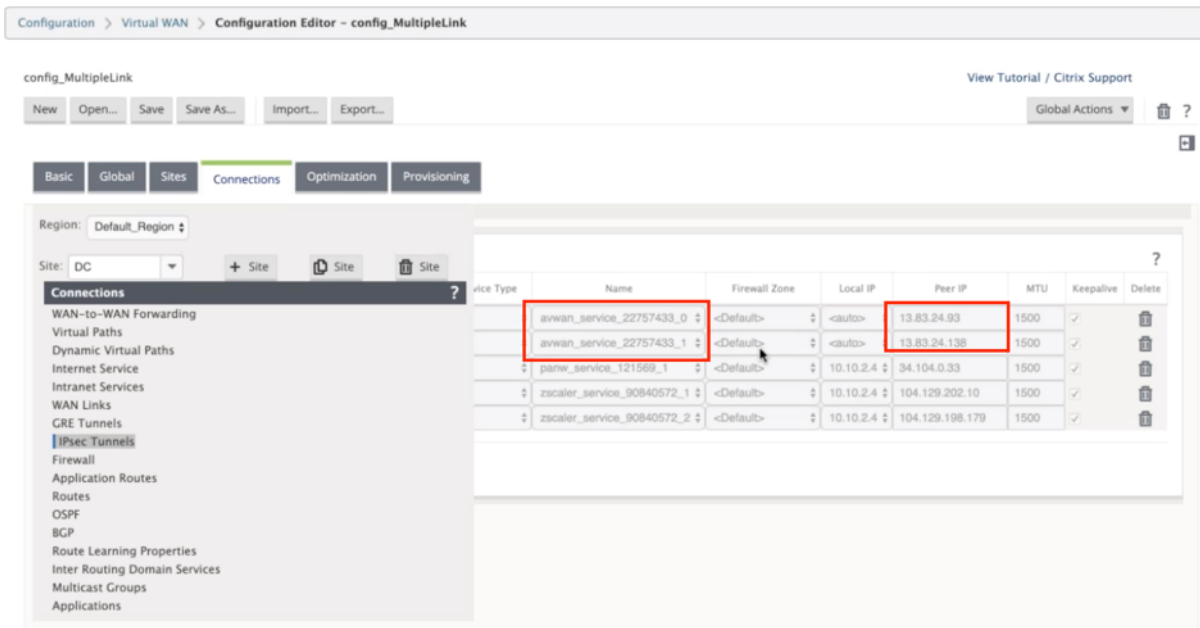 Configuration > Virtual WAN > Configuration Editor – config_MultipleLink
config_MultipleLink
View Tutorial / Citrix Support
New Open... Save Save As... Import... Export... Global Actions ?
Basic Global Sites Connections Optimization Provisioning
Region: Default_Region
Site: DC + Site Site Site
?
Connections ?
vice Type Name Firewall Zone Local IP Peer IP MTU Keepalive Delete
WAN-to-WAN Forwarding
Virtual Paths
Dynamic Virtual Paths
Internet Service
Intranet Services
WAN Links
GRE Tunnels
IPsec Tunnels
Firewall
Application Routes
Routes
OSPF
BGP
Route Learning Properties
Inter Routing Domain Services
Multicast Groups
Applications
avwan_service_22757433_0 <Default> <auto> 13.83.24.93 1500
avwan_service_22757433_1 <Default> <auto> 13.83.24.138 1500
panw_service_121569_1 <Default> 10.10.2.4 34.104.0.33 1500
zscaler_service_90840572_1 <Default> 10.10.2.4 104.129.202.10 1500
zscaler_service_90840572_2 <Default> 10.10.2.4 104.129.198.179 1500